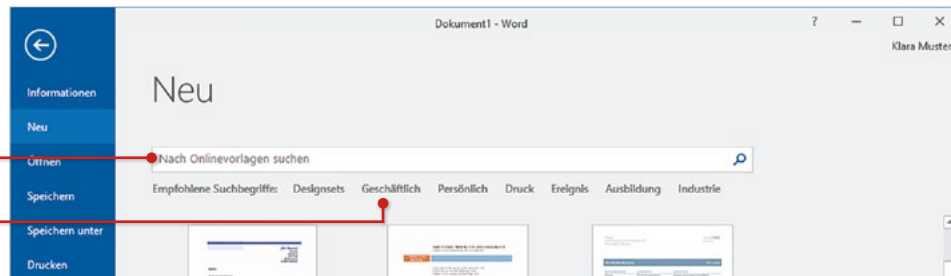 Dokument1 - Word
?
Klara Muster
Informationen
Neu
Öffnen
Speichern
Speichern unter
Drucken
Neu
Nach Onlinevorlagen suchen
Empfohlene Suchbegriffe: Designsets Geschäftlich Persönlich Druck Ereignis Ausbildung Industrie